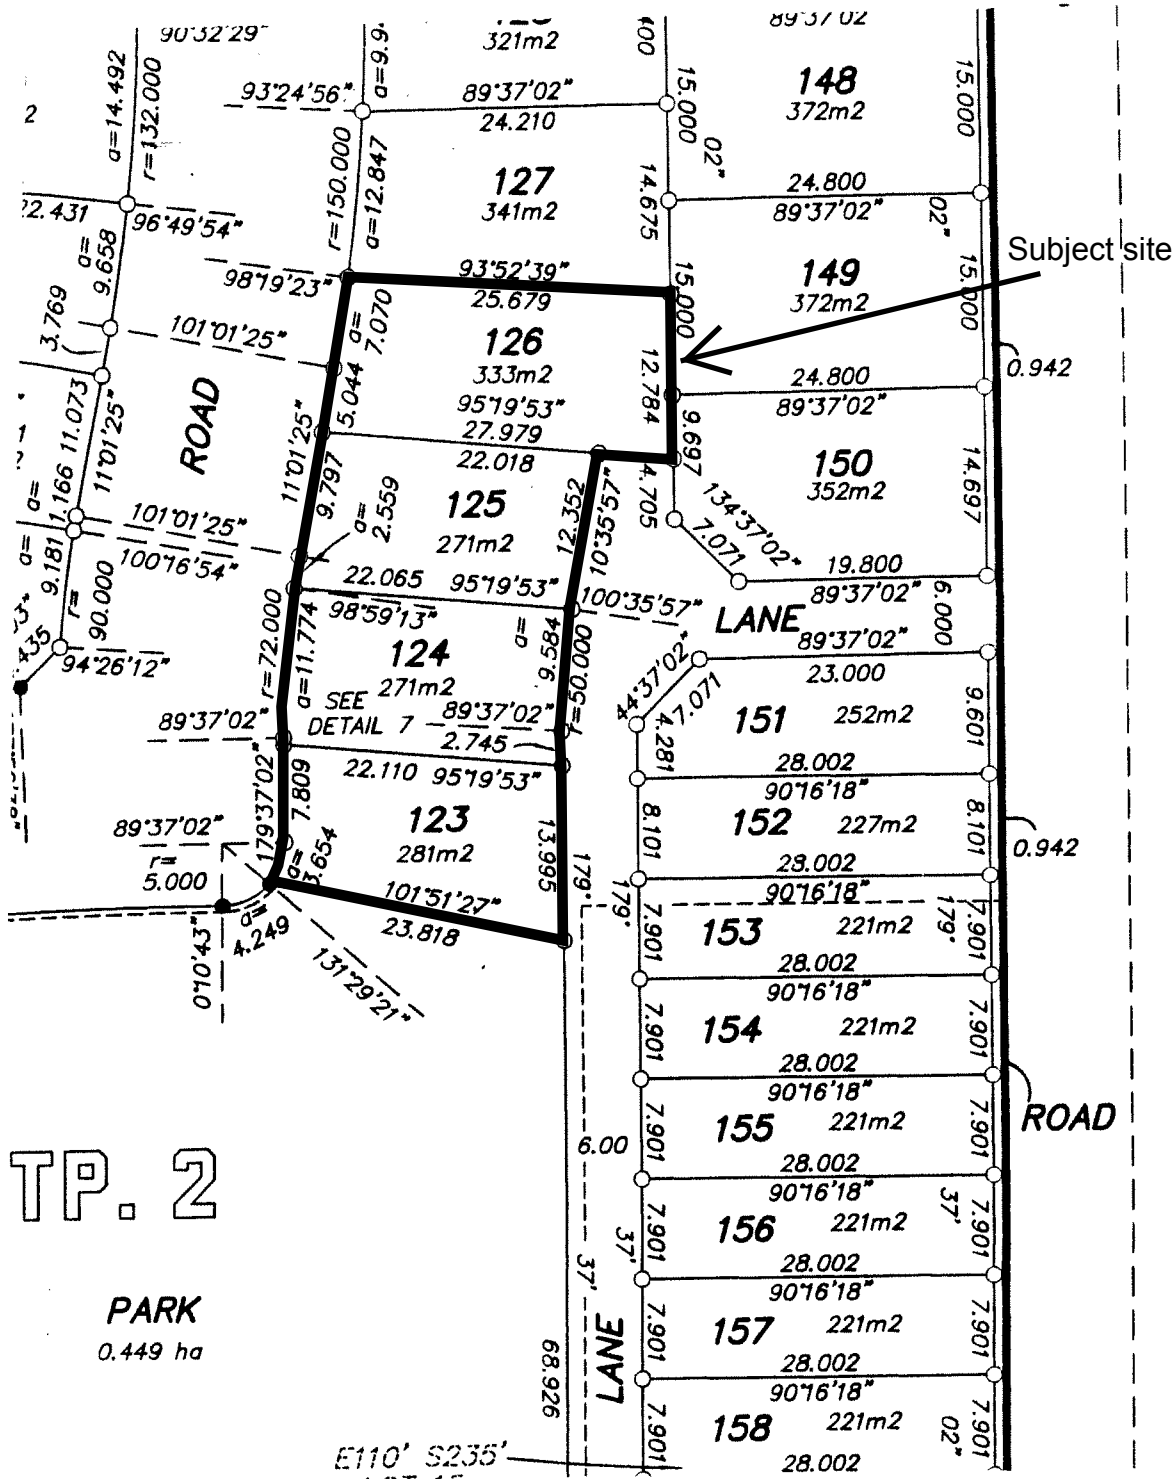 90°32'29"
a=9.9
321m2
.400
89°37'02
a=14.492
r=132.000
93°24'56"
89°37'02"
24.210
15.000
148
372m2
15.000
2
r=150.000
a=12.847
127
341m2
14.675
02"
24.800
89°37'02"
02"
22.431
96°49'54"
a=
9.658
98°19'23"
93°52'39"
25.679
15.000
149
372m2
15.000
Subject site
3.769
101°01'25"
a=
7.070
126
333m2
12.784
24.800
89°37'02"
0.942
ROAD
5.044
95°19'53"
27.979
22.018
9.697
11.073
11°01'25"
11°01'25"
9.797
a=
2.559
125
271m2
12.352
10°35'57"
4.705
134°37'02"
7.071
150
352m2
14.697
a=
1.166
101°01'25"
100°16'54"
22.065
95°19'53"
98°59'13"
100°35'57"
19.800
89°37'02"
6.000
LANE
a=
9.181
r=
90.000
r=72.000
a=11.774
124
271m2
a=
9.584
r=50.000
89°37'02"
23.000
44°37'02"
7.071
4.281
.435
94°26'12"
89°37'02"
SEE
DETAIL 7
89°37'02"
2.745
151
252m2
9.601
179°37'02"
7.809
22.110
95°19'53"
28.002
90°16'18"
89°37'02"
r=
5.000
a=
3.654
123
281m2
13.995
8.101
152
227m2
8.101
0.942
28.002
90°16'18"
101°51'27"
23.818
179°
179°
7.901
153
221m2
179°
7.901
a=
4.249
0°10'43"
131°29'21"
28.002
90°16'18"
7.901
154
221m2
7.901
28.002
90°16'18"
7.901
155
221m2
7.901
ROAD
6.00
28.002
90°16'18"
TP. 2
7.901
156
221m2
37'
7.901
37'
37'
28.002
90°16'18"
PARK
0.449 ha
LANE
68.926
7.901
157
221m2
7.901
28.002
90°16'18"
7.901
158
221m2
02"
7.901
E110' S235'
28.002